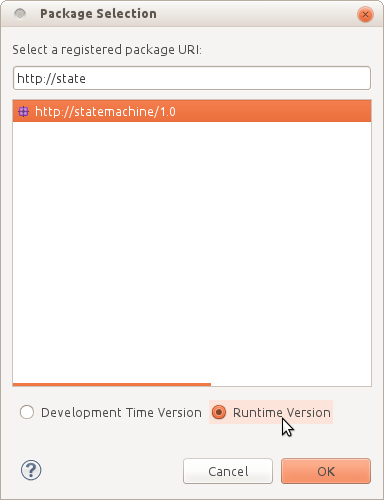 Package Selection
Select a registered package URI:
http://state
http://statemachine/1.0
Development Time Version Runtime Version
? Cancel OK